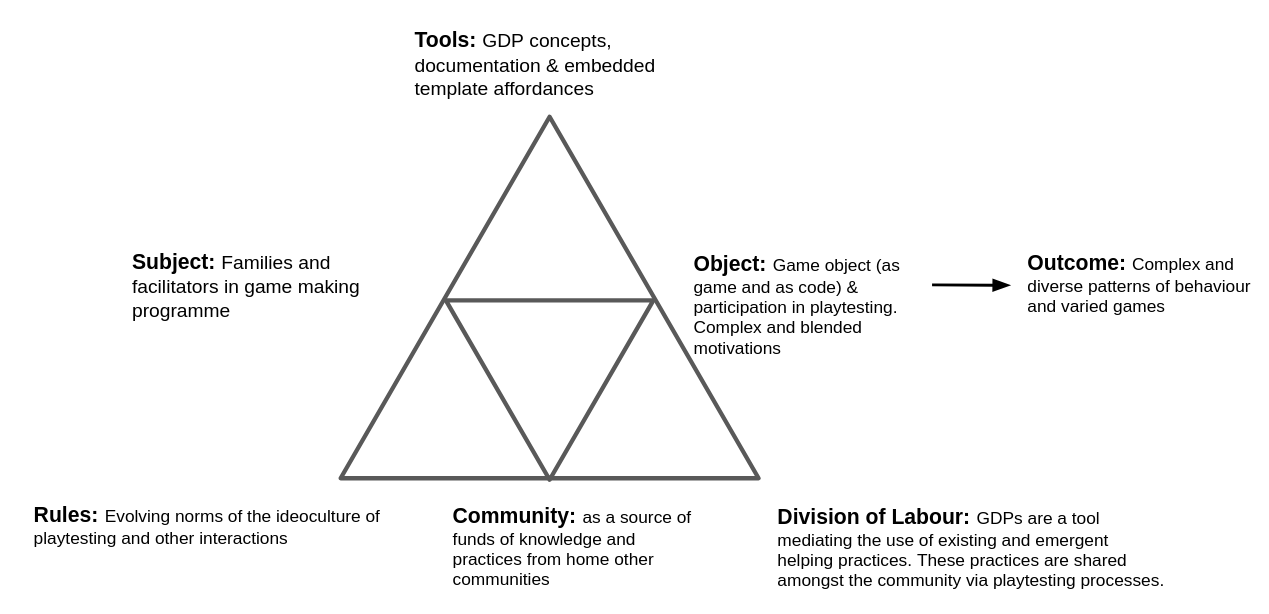 Tools: GDP concepts,
documentation & embedded
template affordances
Subject: Families and
facilitators in game making
programme
Object: Game object (as
game and as code) &
participation in playtesting.
Complex and blended
motivations
Outcome: Complex and
diverse patterns of behaviour
and varied games
Rules: Evolving norms of the ideoculture of
playtesting and other interactions
Community: as a source of
funds of knowledge and
practices from home other
communities
Division of Labour: GDPs are a tool
mediating the use of existing and emergent
helping practices. These practices are shared
amongst the community via playtesting processes.